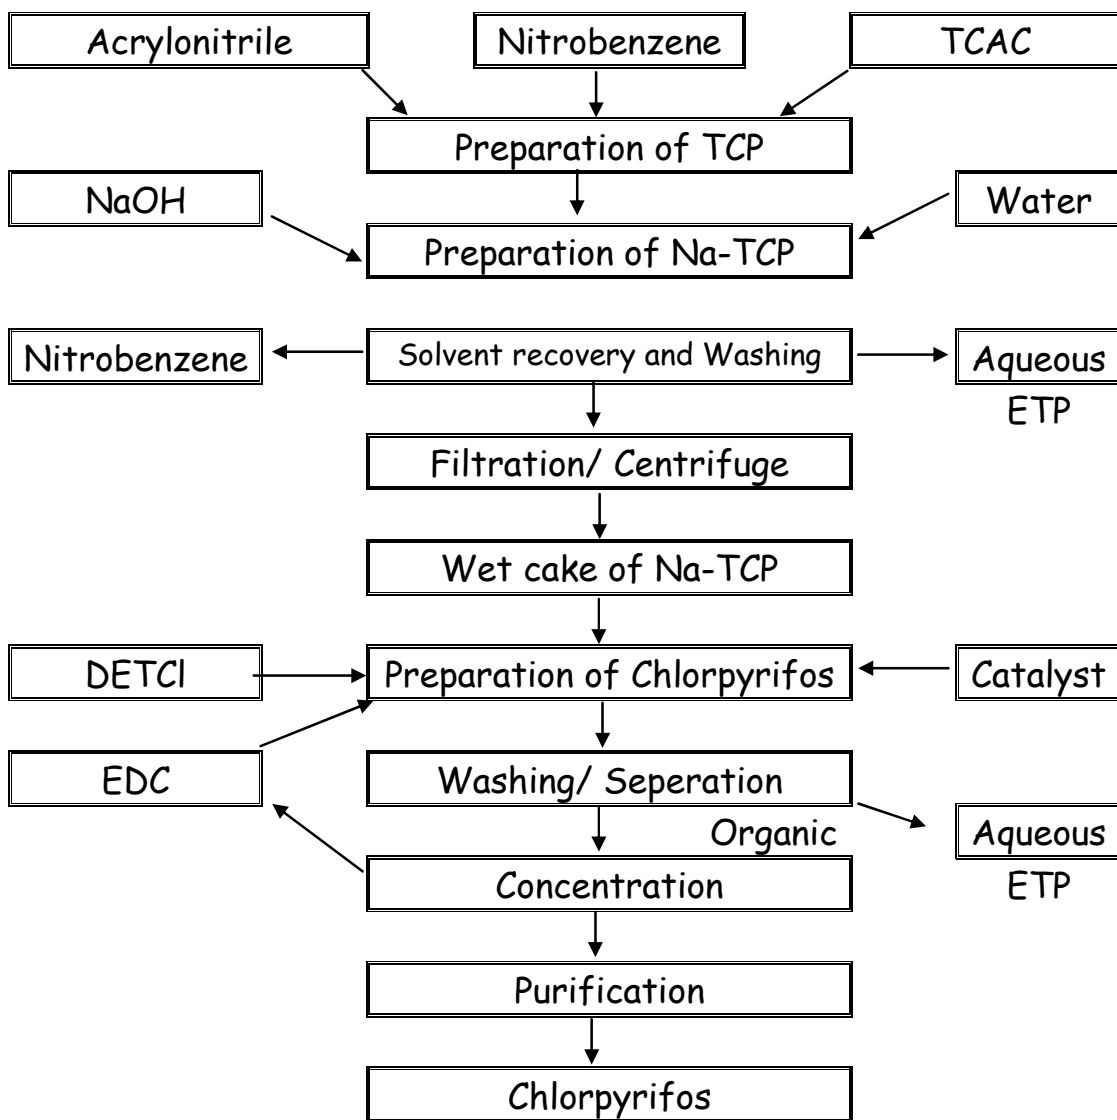 Acrylonitrile
Nitrobenzene
TCAC
Preparation of TCP
NaOH
Water
Preparation of Na-TCP
Nitrobenzene
Solvent recovery and Washing
Aqueous
ETP
Filtration/ Centrifuge
Wet cake of Na-TCP
DETCl
Preparation of Chlorpyrifos
Catalyst
EDC
Washing/ Seperation
Organic
Aqueous
ETP
Concentration
Purification
Chlorpyrifos